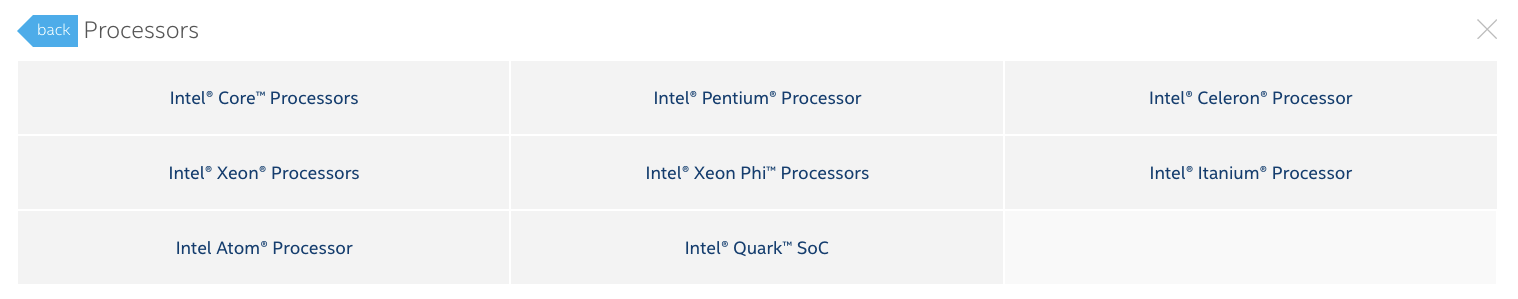 back Processors
Intel® Core™ Processors
Intel® Pentium® Processor
Intel® Celeron® Processor
Intel® Xeon® Processors
Intel® Xeon Phi™ Processors
Intel® Itanium® Processor
Intel Atom® Processor
Intel® Quark™ SoC